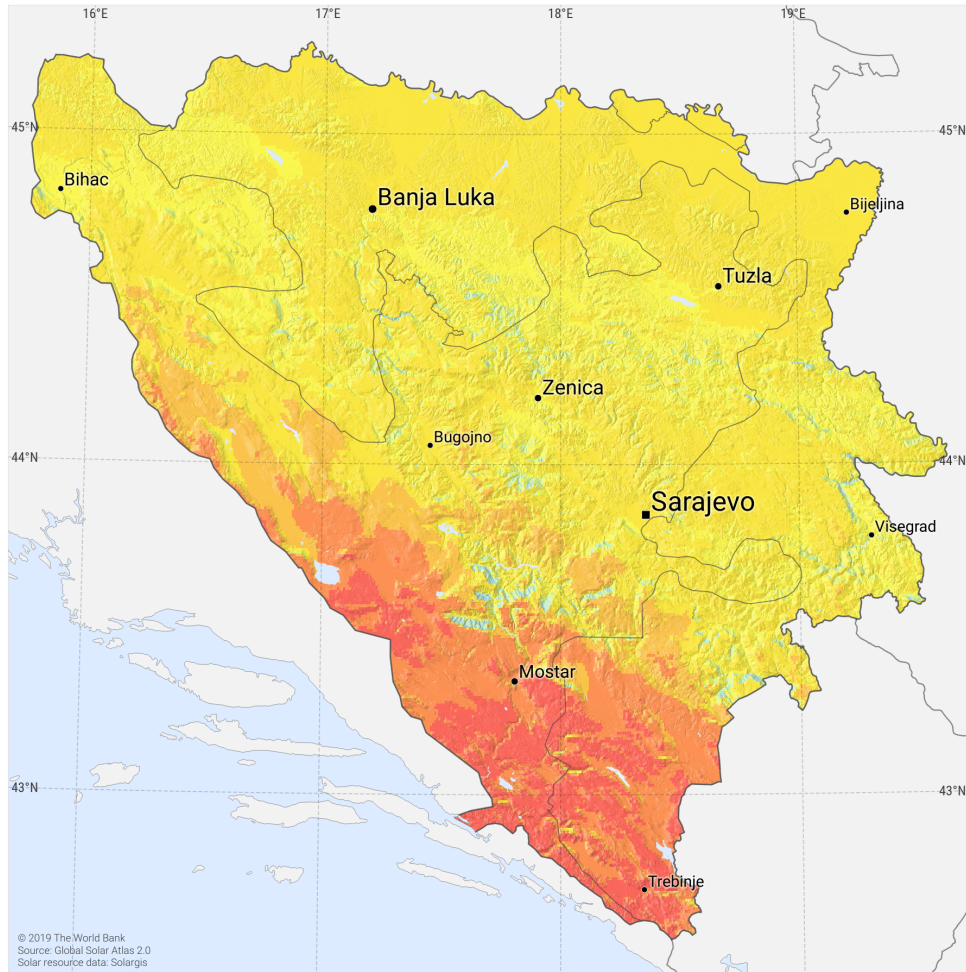 16°E 17°E 18°E 19°E
45°N 45°N
Bihac
Banja Luka
Bijeljina
Tuzla
Zenica
Bugojno
44°N 44°N
Sarajevo
Visegrad
Mostar
43°N 43°N
Trebinje
© 2019 The World Bank
Source: Global Solar Atlas 2.0
Solar resource data: Solargis